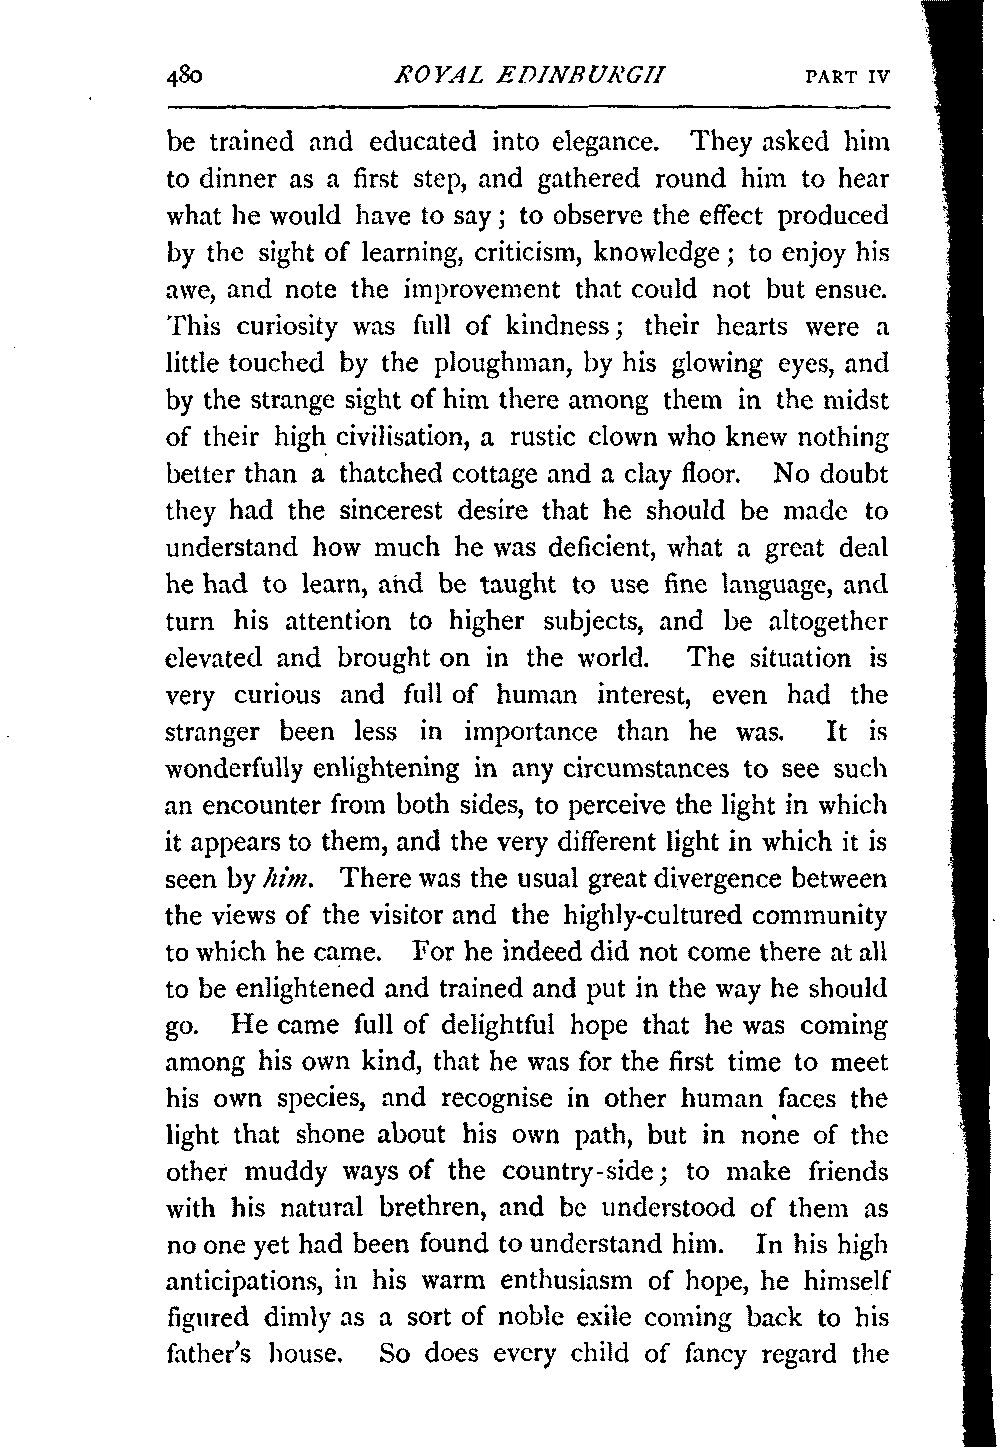 480 ROYAL EDINBURGH PART IV
be trained and educated into elegance. They asked him
to dinner as a first step, and gathered round him to hear
what he would have to say ; to observe the effect produced
by the sight of learning, criticism, knowledge ; to enjoy his
awe, and note the improvement that could not but ensue.
This curiosity was full of kindness ; their hearts were a
little touched by the ploughman, by his glowing eyes, and
by the strange sight of him there among them in the midst
of their high civilisation, a rustic clown who knew nothing
better than a thatched cottage and a clay floor. No doubt
they had the sincerest desire that he should be made to
understand how much he was deficient, what a great deal
he had to learn, and be taught to use fine language, and
turn his attention to higher subjects, and be altogether
elevated and brought on in the world. The situation is
very curious and full of human interest, even had the
stranger been less in importance than he was. It is
wonderfully enlightening in any circumstances to see such
an encounter from both sides, to perceive the light in which
it appears to them, and the very different light in which it is
seen by him. There was the usual great divergence between
the views of the visitor and the highly-cultured community
to which he came. For he indeed did not come there at all
to be enlightened and trained and put in the way he should
go. He came full of delightful hope that he was coming
among his own kind, that he was for the first time to meet
his own species, and recognise in other human faces the
light that shone about his own path, but in none of the
other muddy ways of the country-side ; to make friends
with his natural brethren, and be understood of them as
no one yet had been found to understand him. In his high
anticipations, in his warm enthusiasm of hope, he himself
figured dimly as a sort of noble exile coming back to his
father's house. So does every child of fancy regard the